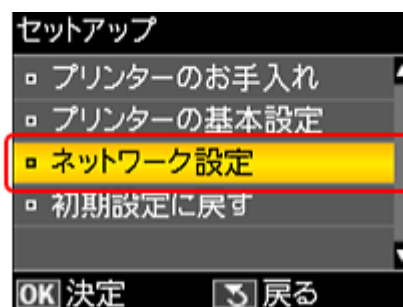 セットアップ
プリンターのお手入れ
プリンターの基本設定
ネットワーク設定
初期設定に戻す
OK 決定 戻る